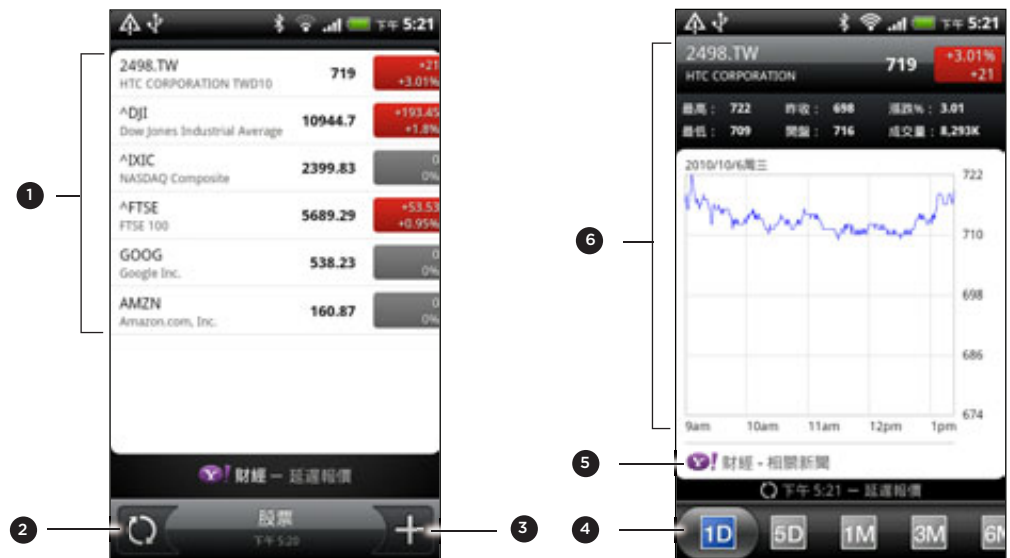 下午 5:21
2498.TW
HTC CORPORATION TWD10
719
+21
+3.01%
^DJI
Dow Jones Industrial Average
10944.7
+193.45
+1.8%
^IXIC
NASDAQ Composite
2399.83
0
0%
^FTSE
FTSE 100
5689.29
+53.53
+0.95%
GOOG
Google Inc.
538.23
0
0%
AMZN
Amazon.com, Inc.
160.87
0
0%
Y! 財經 — 延遲報價
股票
下午 5:20
1
2
3
下午 5:21
2498.TW
HTC CORPORATION
719
+3.01%
+21
最高： 722 昨收： 698 漲跌%： 3.01
最低： 709 開盤： 716 成交量： 8,293K
2010/10/6週三
722
710
698
686
674
9am 10am 11am 12pm 1pm
Y! 財經 - 相關新聞
下午 5:21 — 延遲報價
1D 5D 1M 3M 6M
6
5
4